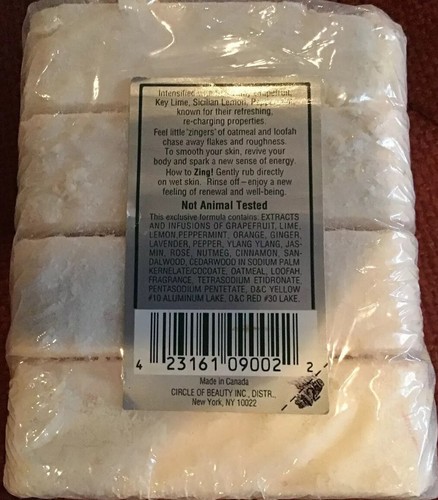 Intensified with grapefruit,
Key Lime, Sicilian Lemon,
known for their refreshing,
re-charging properties.
Feel little 'zingers' of oatmeal and loofah
chase away flakes and roughness.
To smooth your skin, revive your
body and spark a new sense of energy.
How to Zing! Gently rub directly
on wet skin. Rinse off – enjoy a new
feeling of renewal and well-being.
Not Animal Tested
This exclusive formula contains: EXTRACTS
AND INFUSIONS OF GRAPEFRUIT, LIME,
LEMON, PEPPERMINT, ORANGE, GINGER,
LAVENDER, PEPPER, YLANG YLANG, JAS-
MIN, ROSE, NUTMEG, CINNAMON, SAN-
DALWOOD, CEDARWOOD IN SODIUM PALM
KERNELATE/COCOATE, OATMEAL, LOOFAH,
FRAGRANCE, TETRASODIUM ETIDRONATE,
PENTASODIUM PENTETATE, D&C YELLOW
#10 ALUMINUM LAKE, D&C RED #30 LAKE.
4 23161 09002 2
Made in Canada
CIRCLE OF BEAUTY INC., DISTR.,
New York, NY 10022